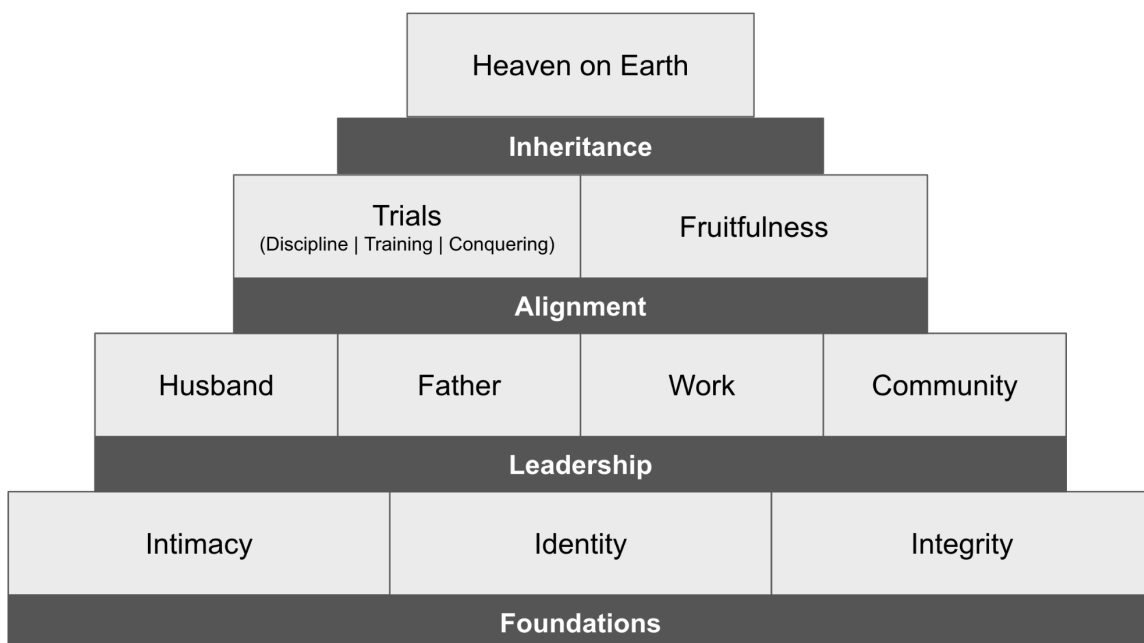 Heaven on Earth
Inheritance
Trials
(Discipline | Training | Conquering)
Fruitfulness
Alignment
Husband
Father
Work
Community
Leadership
Intimacy
Identity
Integrity
Foundations